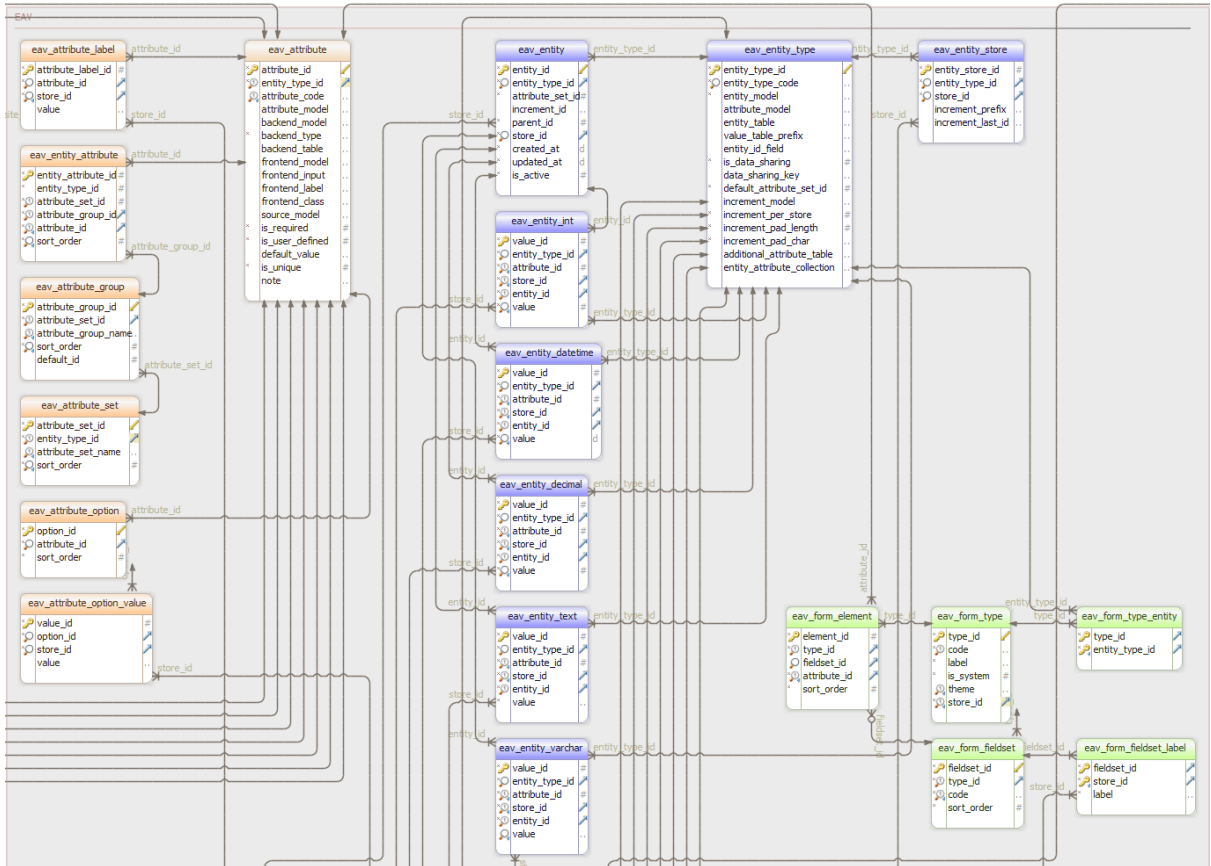 EAV
eav_attribute_label
attribute_label_id
attribute_id
store_id
value
attribute_id
store_id
site
eav_entity_attribute
entity_attribute_id
entity_type_id
attribute_set_id
attribute_group_id
attribute_id
sort_order
attribute_id
attribute_group_id
eav_attribute_group
attribute_group_id
attribute_set_id
attribute_group_name
sort_order
default_id
attribute_set_id
eav_attribute_set
attribute_set_id
entity_type_id
attribute_set_name
sort_order
eav_attribute_option
option_id
attribute_id
sort_order
attribute_id
eav_attribute_option_value
value_id
option_id
store_id
value
store_id
eav_attribute
attribute_id
entity_type_id
attribute_code
attribute_model
backend_model
backend_type
backend_table
frontend_model
frontend_input
frontend_label
frontend_class
source_model
is_required
is_user_defined
default_value
is_unique
note
eav_entity
entity_id
entity_type_id
attribute_set_id
increment_id
parent_id
store_id
created_at
updated_at
is_active
entity_type_id
store_id
eav_entity_int
value_id
entity_type_id
attribute_id
store_id
entity_id
value
entity_id
store_id
entity_type_id
eav_entity_datetime
value_id
entity_type_id
attribute_id
store_id
entity_id
value
entity_id
entity_type_id
store_id
eav_entity_decimal
value_id
entity_type_id
attribute_id
store_id
entity_id
value
entity_id
entity_type_id
store_id
eav_entity_text
value_id
entity_type_id
attribute_id
store_id
entity_id
value
entity_id
entity_type_id
store_id
eav_entity_varchar
value_id
entity_type_id
attribute_id
store_id
entity_id
value
entity_id
entity_type_id
eav_entity_type
entity_type_id
entity_type_code
entity_model
attribute_model
entity_table
value_table_prefix
entity_id_field
is_data_sharing
data_sharing_key
default_attribute_set_id
increment_model
increment_per_store
increment_pad_length
increment_pad_char
additional_attribute_table
entity_attribute_collection
eav_entity_store
entity_store_id
entity_type_id
store_id
increment_prefix
increment_last_id
entity_type_id
store_id
eav_form_element
element_id
type_id
fieldset_id
attribute_id
sort_order
attribute_id
type_id
fieldset_id
eav_form_type
type_id
code
label
is_system
theme
store_id
eav_form_type_entity
type_id
entity_type_id
entity_type_id
type_id
eav_form_fieldset
fieldset_id
type_id
code
sort_order
eav_form_fieldset_label
fieldset_id
store_id
label
fieldset_id
store_id